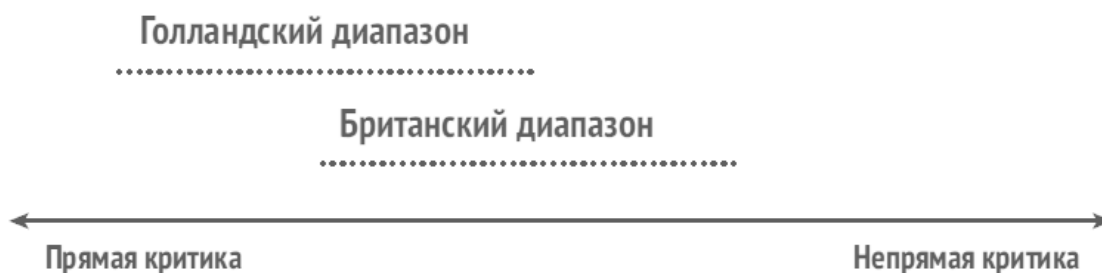 Голландский диапазон
Британский диапазон
Прямая критика
Непрямая критика